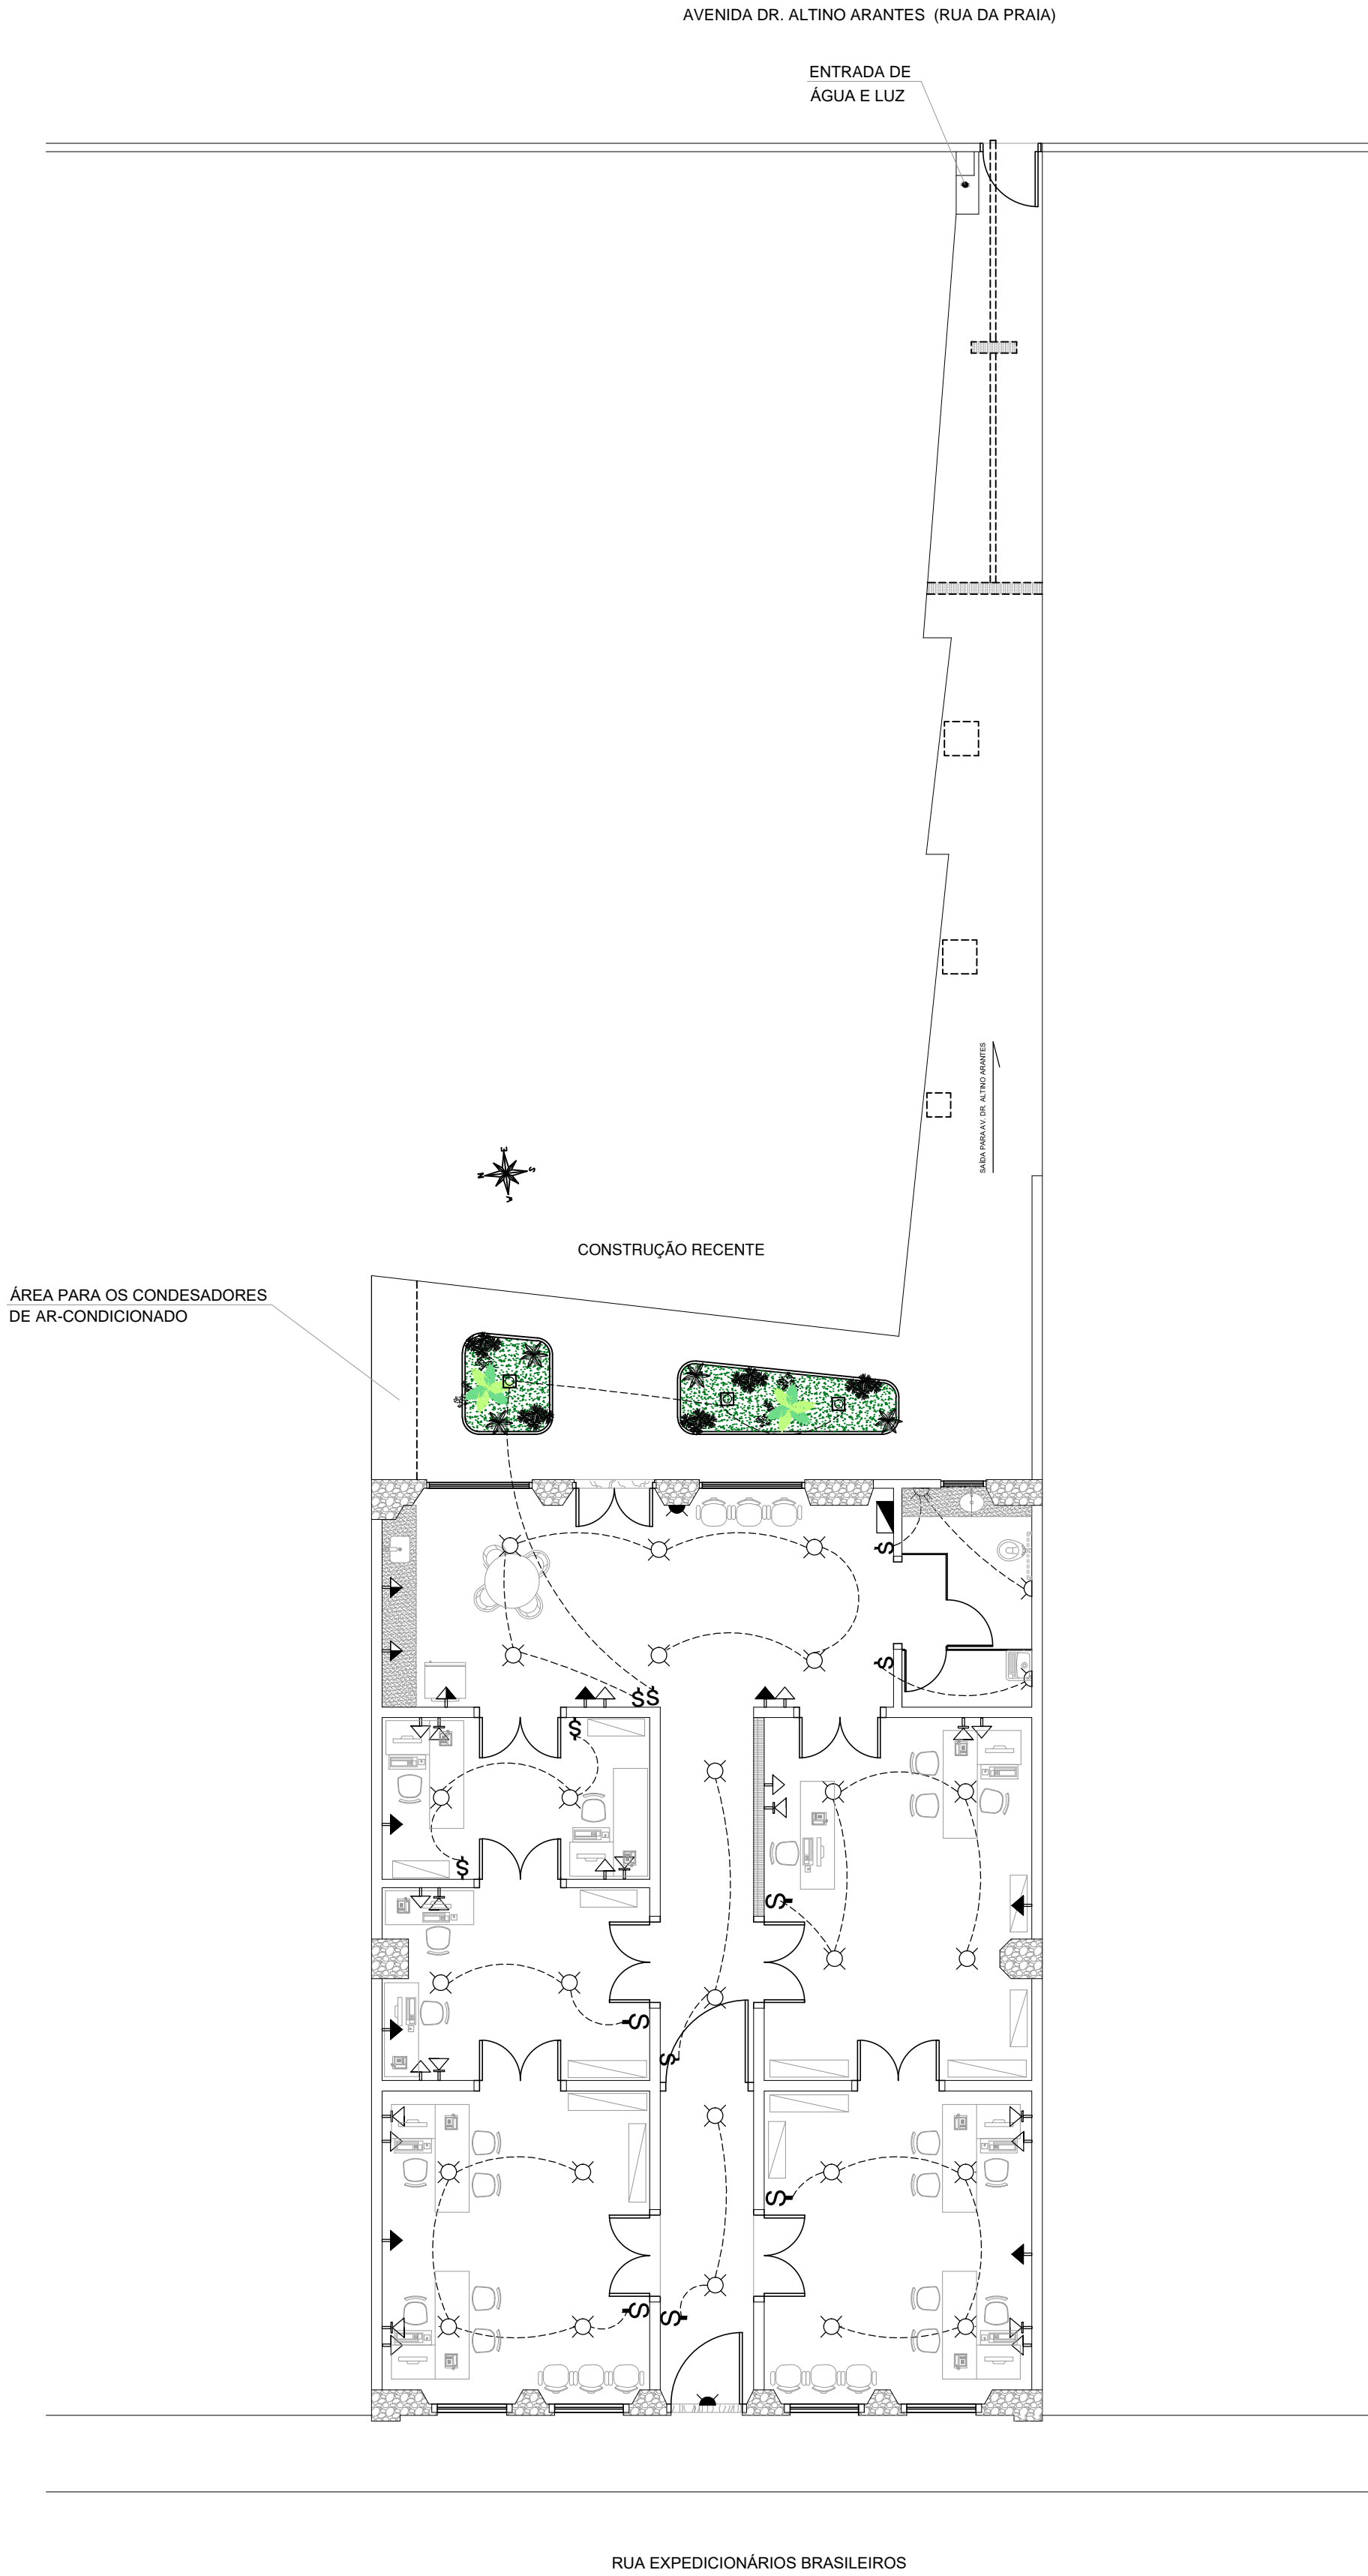 AVENIDA DR. ALTINO ARANTES (RUA DA PRAIA)
ENTRADA DE
ÁGUA E LUZ
SAÍDA PARA AV. DR. ALTINO ARANTES
E
N
S
V
CONSTRUÇÃO RECENTE
ÁREA PARA OS CONDESADORES
DE AR-CONDICIONADO
S
S
$ $
$
$
S
S
S
S
S
S
RUA EXPEDICIONÁRIOS BRASILEIROS